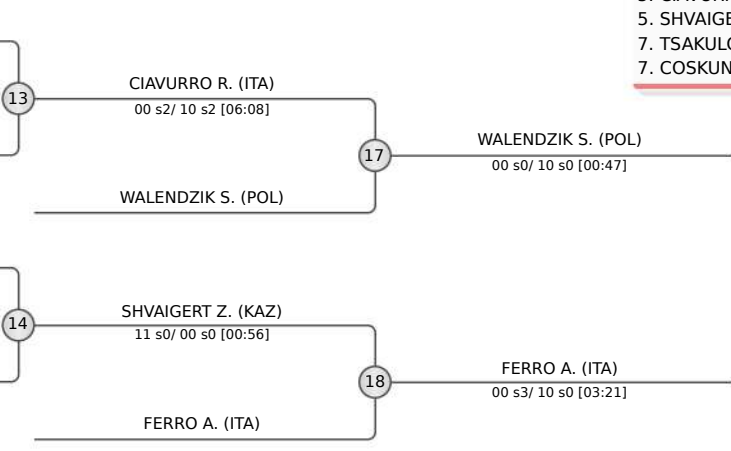 5. SHVAIGE
7. TSAKUL
7. COSKUN
CIAVURRO R. (ITA)
13
00 s2/ 10 s2 [06:08]
WALENDZIK S. (POL)
17
00 s0/ 10 s0 [00:47]
WALENDZIK S. (POL)
SHVAIGERT Z. (KAZ)
14
11 s0/ 00 s0 [00:56]
FERRO A. (ITA)
18
00 s3/ 10 s0 [03:21]
FERRO A. (ITA)